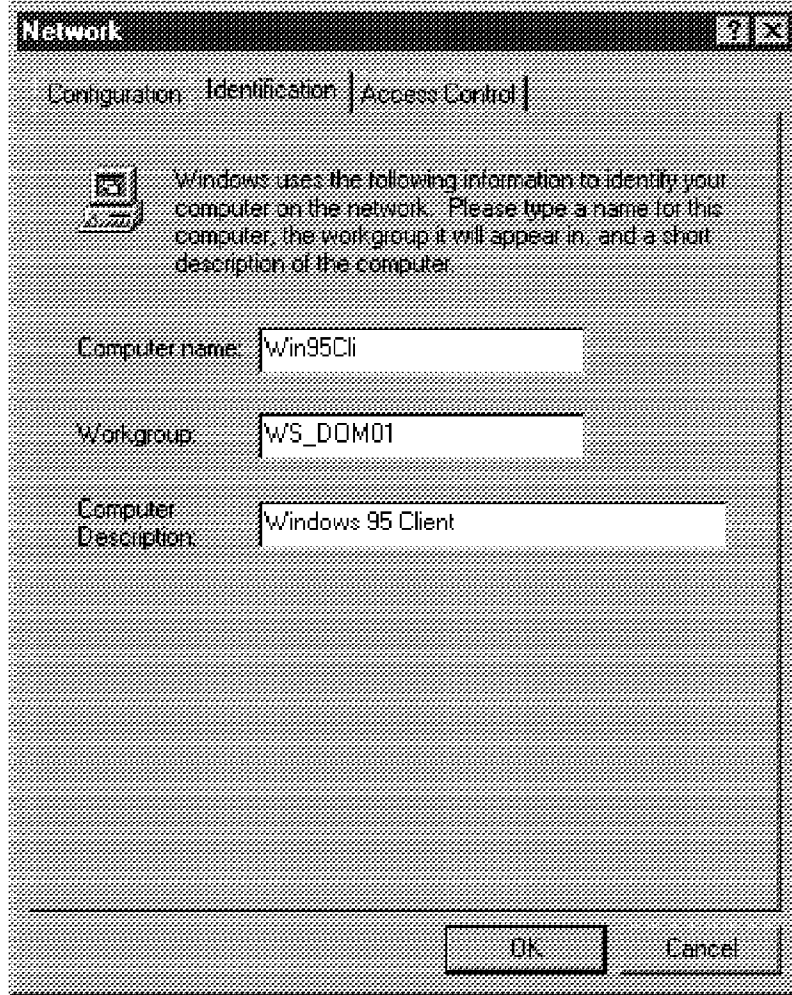 Network
Configuration Identification Access Control
Windows uses the following information to identify your
computer on the network. Please type a name for this
computer, the workgroup it will appear in, and a short
description of the computer.
Computer name: Win95Cli
Workgroup: WS_DOM01
Computer
Description: Windows 95 Client
OK Cancel